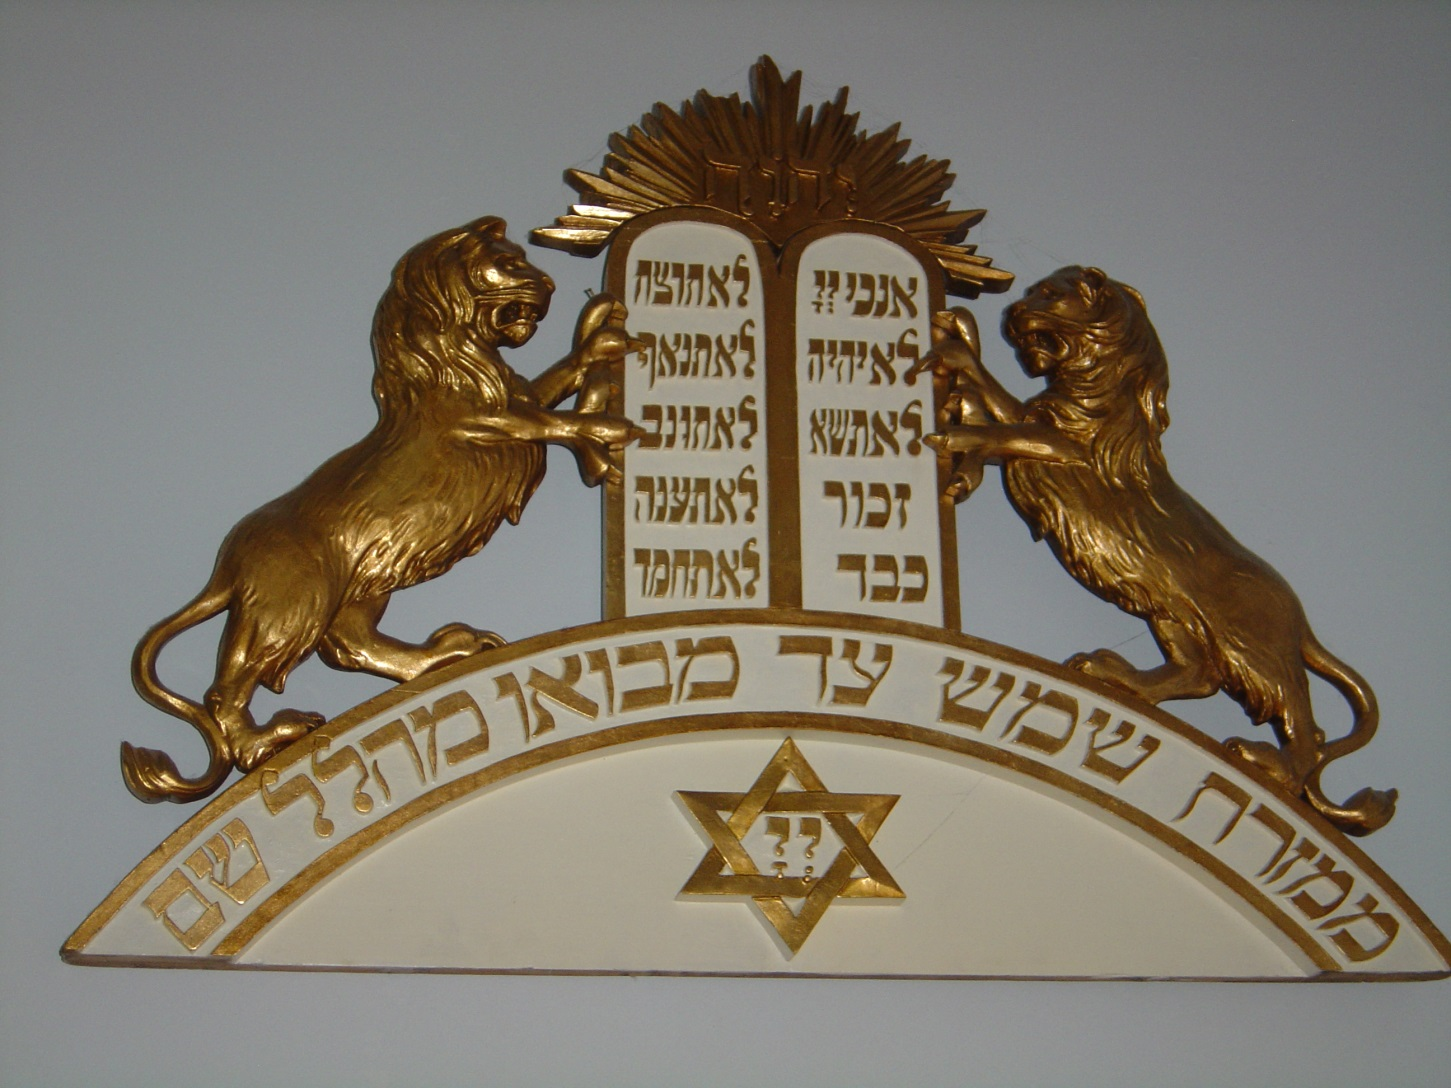 יהוה
אנכי יְיָ
לא יהיה
לא תשא
זכור
כבד
לא תרצח
לא תנאף
לא תגנב
לא תענה
לא תחמד
ממזרח שמש עד מבואו מהלל שם
יְיָ